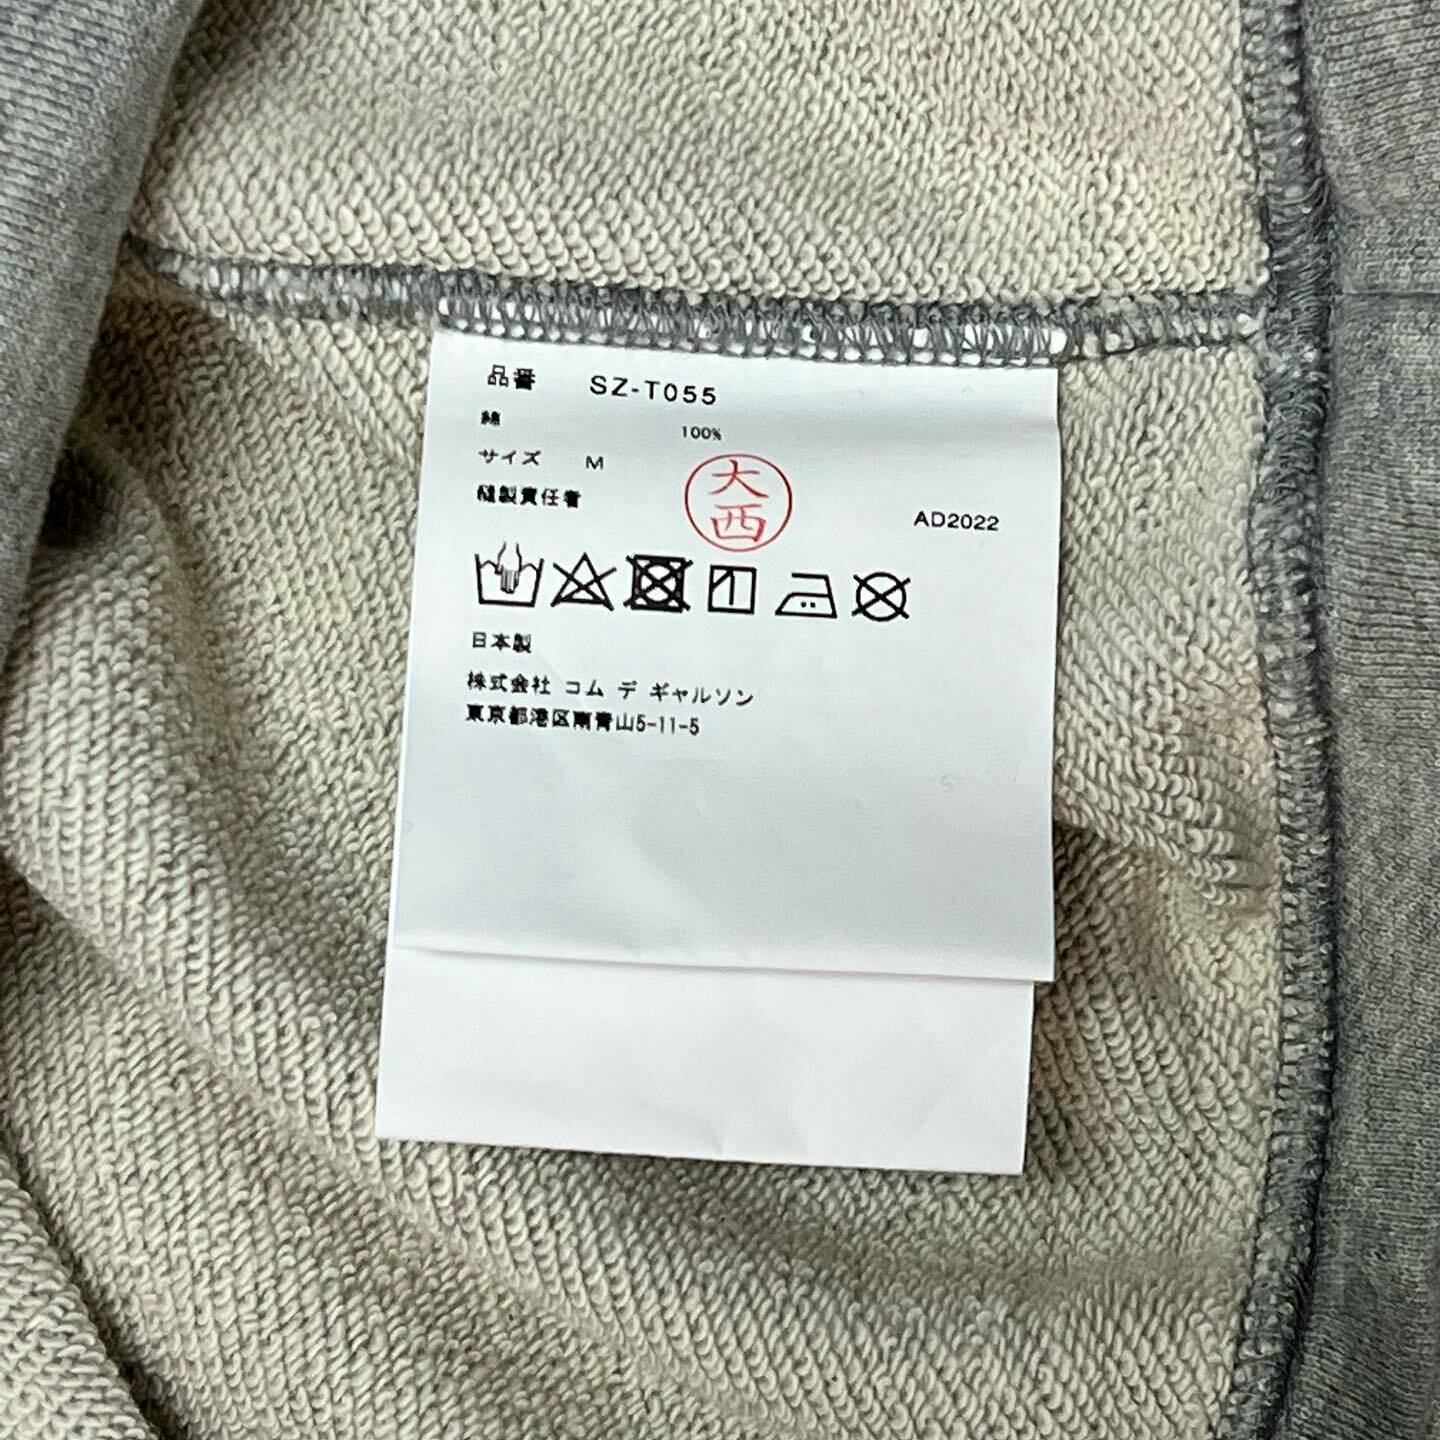 品番 SZ-T055
綿 100%
サイズ M
縫製責任者 大西 AD2022
日本製
株式会社 コム デ ギャルソン
東京都港区南青山5-11-5